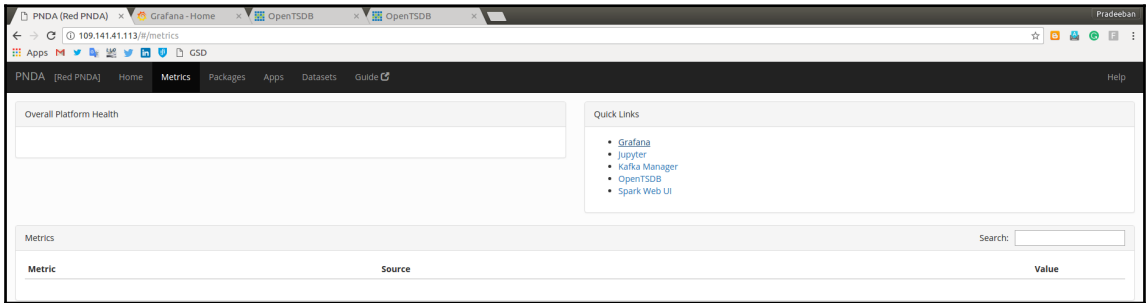 PNDA (Red PNDA)
Grafana - Home
OpenTSDB
OpenTSDB
Pradeeban
109.141.41.113/#/metrics
Apps
GSD
PNDA [Red PNDA] Home Metrics Packages Apps Datasets Guide Help
Overall Platform Health
Quick Links
Grafana
Jupyter
Kafka Manager
OpenTSDB
Spark Web UI
Metrics Search:
Metric Source Value